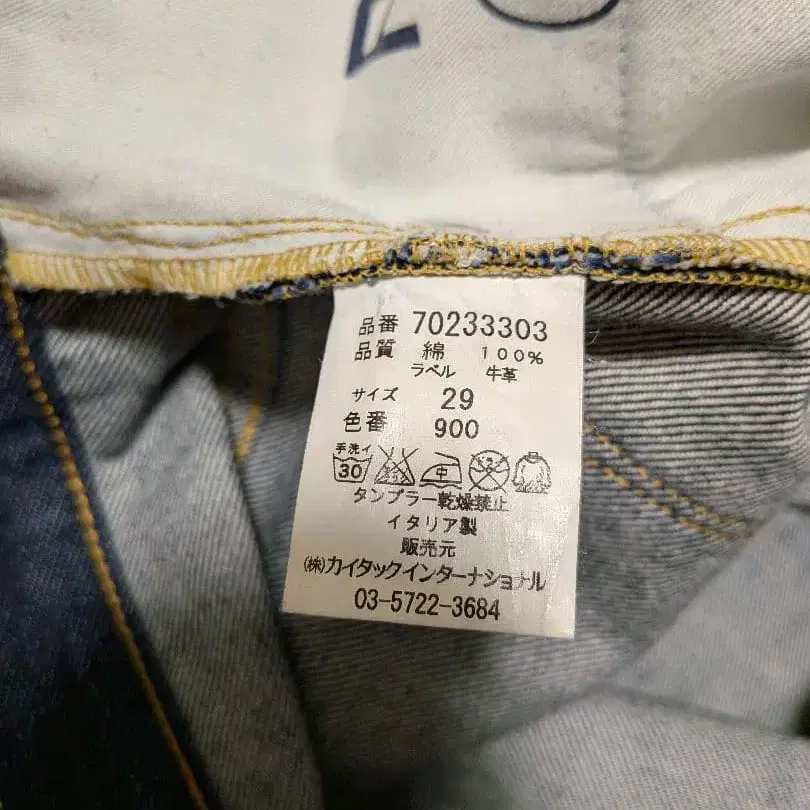 品番 70233303
品質 綿 100%
ラベル 牛革
サイズ 29
色番 900
手洗イ
30
中
タンブラー乾燥禁止
イタリア製
販売元
㈱カイタックインターナショナル
03-5722-3684